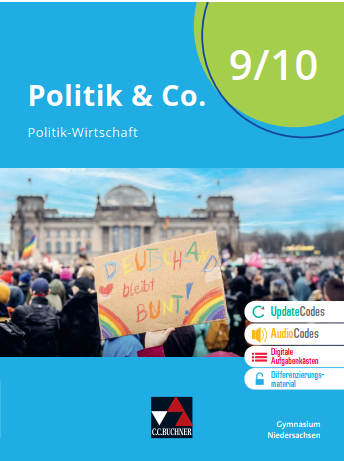 9/10
Politik & Co.
Politik-Wirtschaft
DEUTSCHLAND
bleibt
BUNT!
UpdateCodes
AudioCodes
Digitale
Aufgabenkästen
Differenzierungs-
material
C.C.BUCHNER
Gymnasium
Niedersachsen